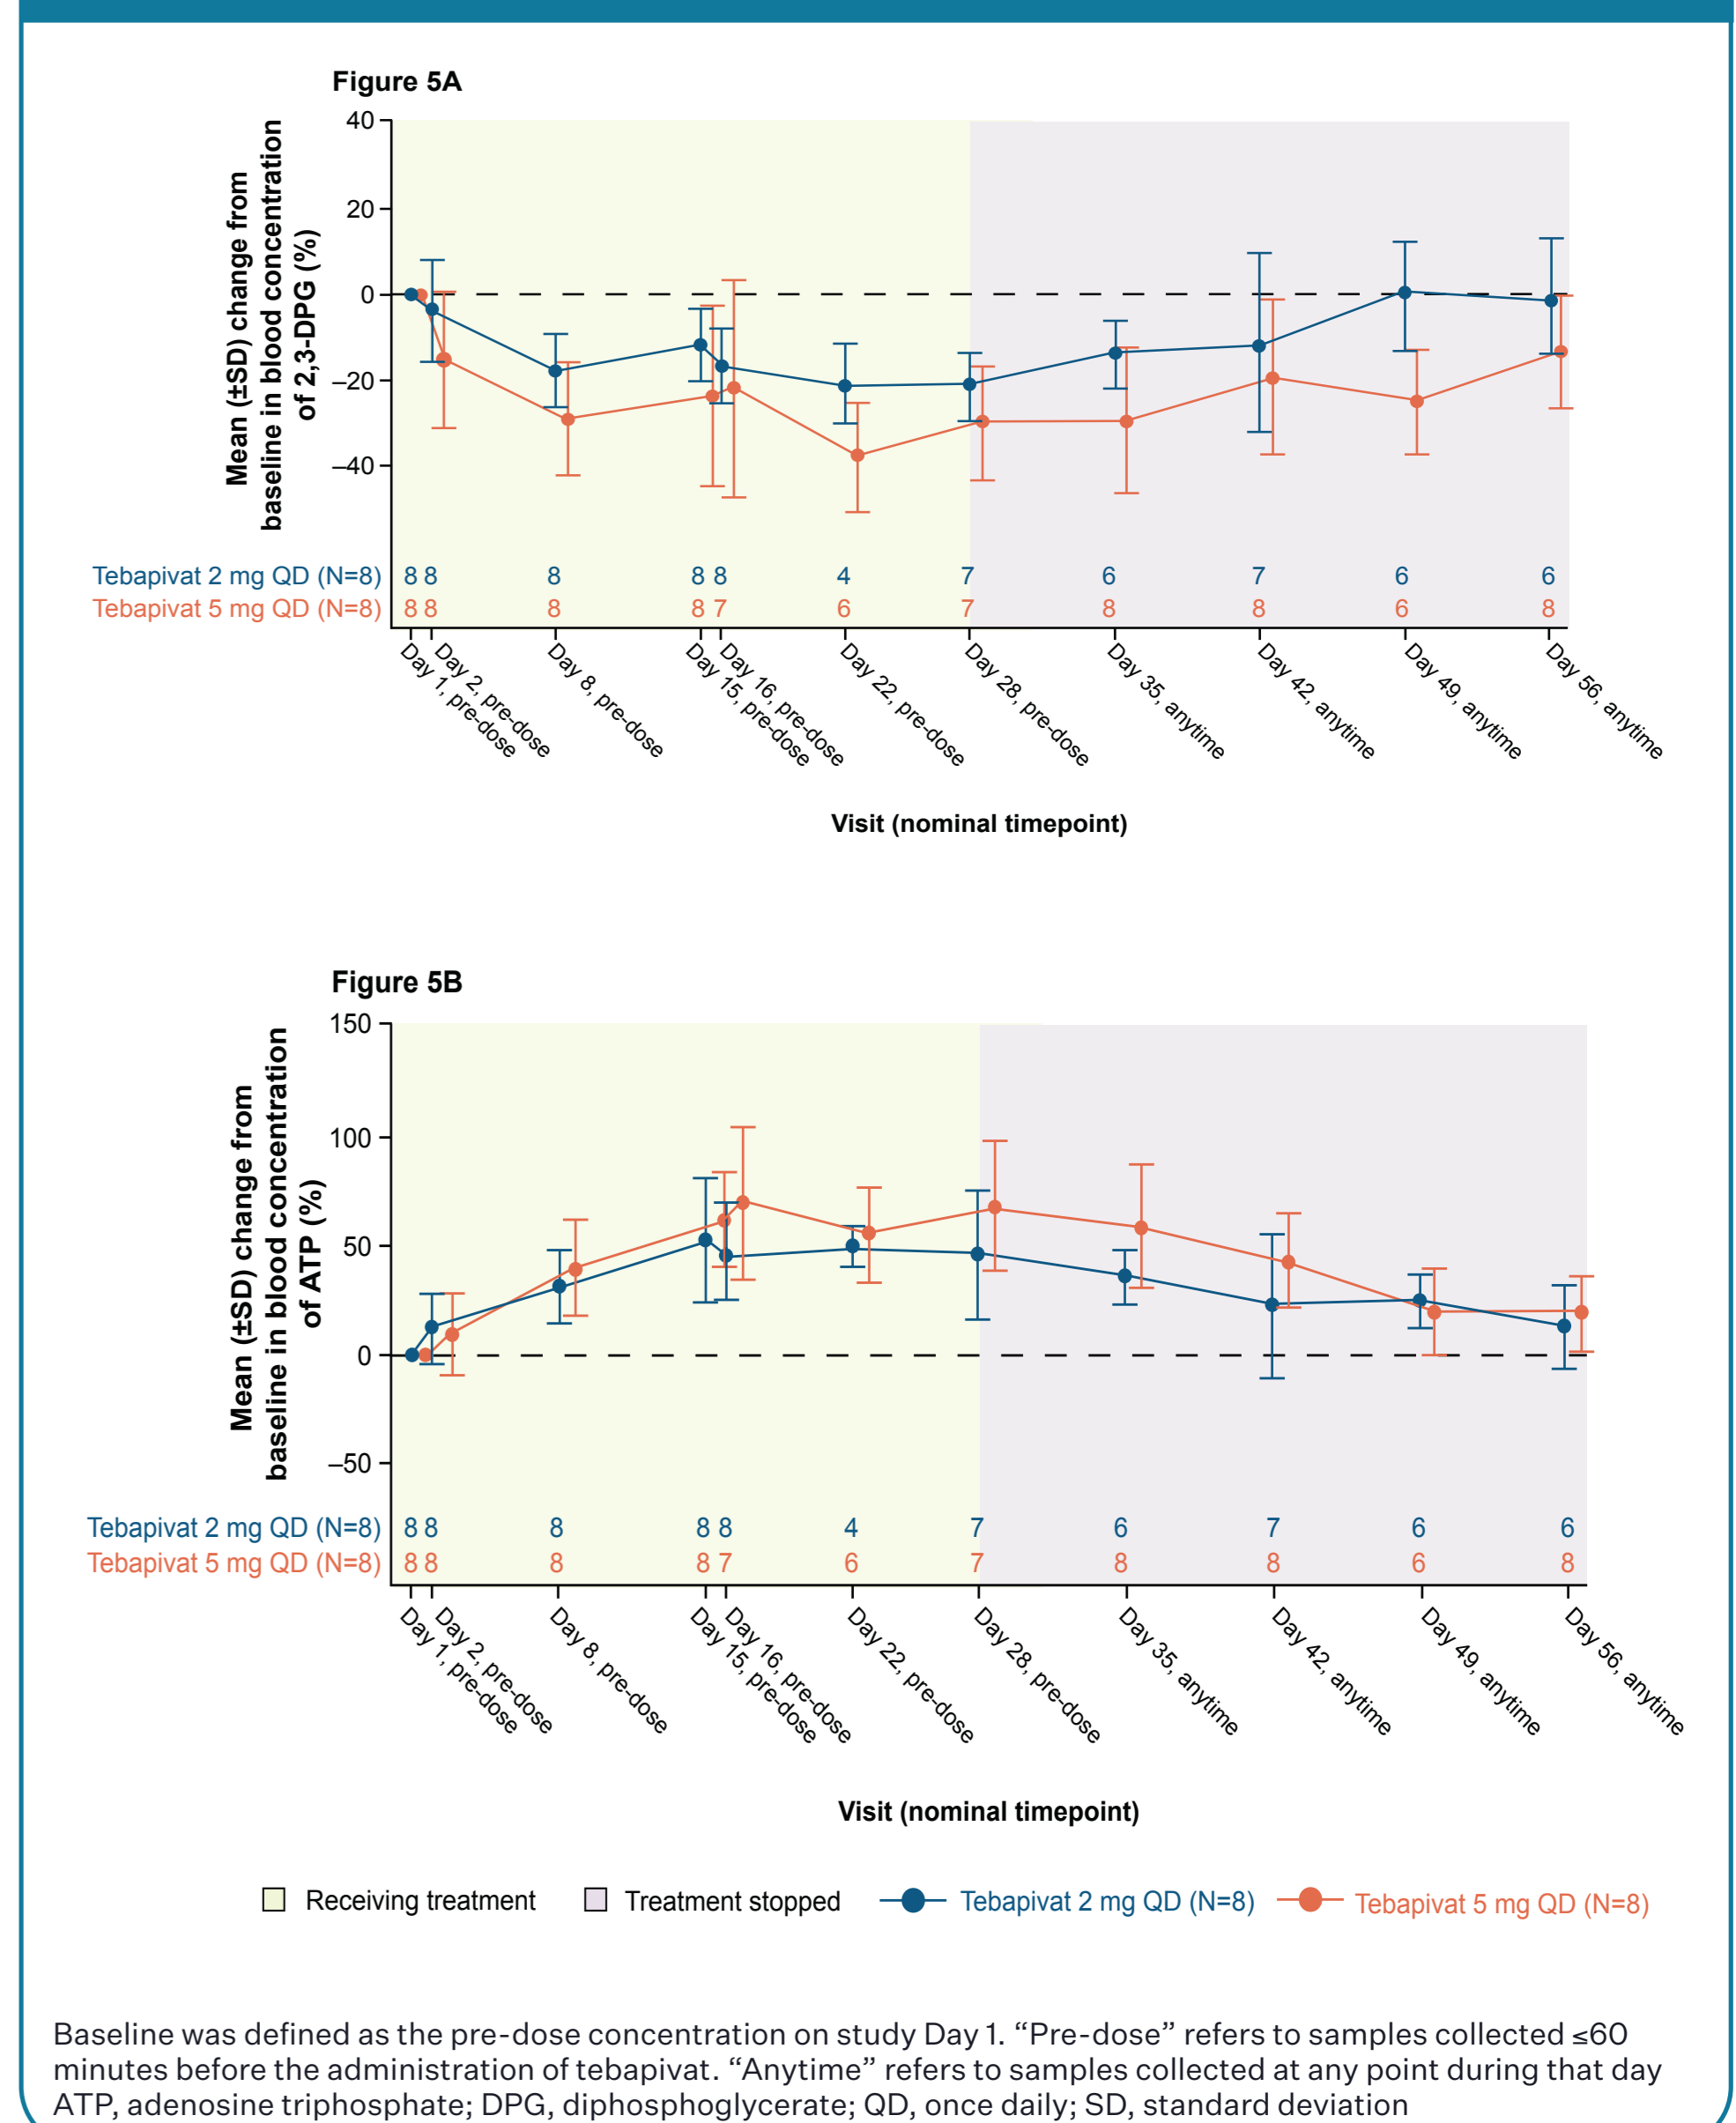 Figure 5A
Mean (±SD) change from
baseline in blood concentration
of 2,3-DPG (%)
40
20
0
–20
–40
Tebapivat 2 mg QD (N=8) 8 8 8 8 8 4 7 6 7 6 6
Tebapivat 5 mg QD (N=8) 8 8 8 8 7 6 7 8 8 6 8
Day 1, pre-dose
Day 2, pre-dose
Day 8, pre-dose
Day 15, pre-dose
Day 16, pre-dose
Day 22, pre-dose
Day 28, pre-dose
Day 35, anytime
Day 42, anytime
Day 49, anytime
Day 56, anytime
Visit (nominal timepoint)
Figure 5B
Mean (±SD) change from
baseline in blood concentration
of ATP (%)
150
100
50
0
–50
Tebapivat 2 mg QD (N=8) 8 8 8 8 8 4 7 6 7 6 6
Tebapivat 5 mg QD (N=8) 8 8 8 8 7 6 7 8 8 6 8
Day 1, pre-dose
Day 2, pre-dose
Day 8, pre-dose
Day 15, pre-dose
Day 16, pre-dose
Day 22, pre-dose
Day 28, pre-dose
Day 35, anytime
Day 42, anytime
Day 49, anytime
Day 56, anytime
Visit (nominal timepoint)
Receiving treatment Treatment stopped Tebapivat 2 mg QD (N=8) Tebapivat 5 mg QD (N=8)
Baseline was defined as the pre-dose concentration on study Day 1. “Pre-dose” refers to samples collected ≤60
minutes before the administration of tebapivat. “Anytime” refers to samples collected at any point during that day
ATP, adenosine triphosphate; DPG, diphosphoglycerate; QD, once daily; SD, standard deviation